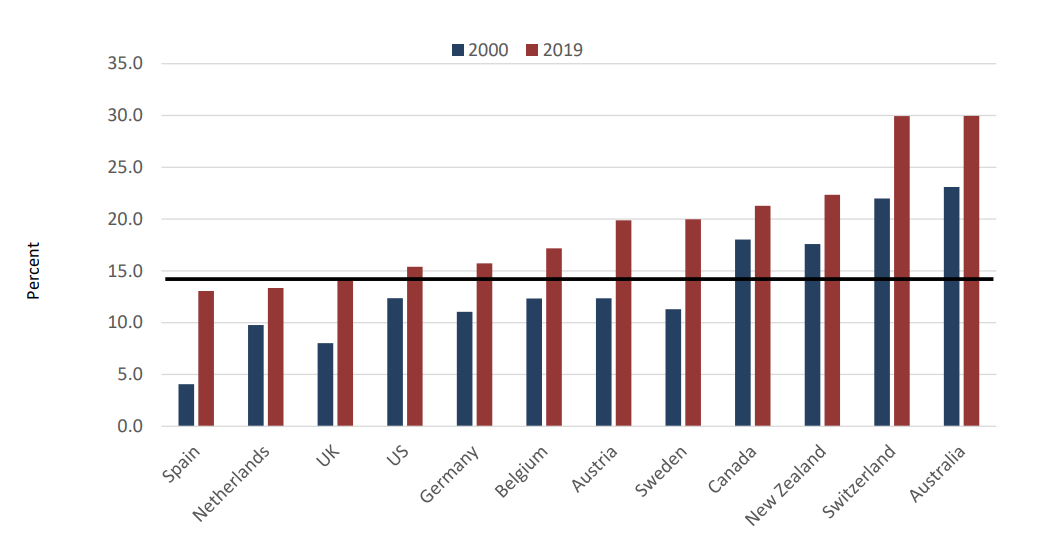 2000 2019
35.0
30.0
25.0
20.0
15.0
10.0
5.0
0.0
Percent
Spain
Netherlands
UK
US
Germany
Belgium
Austria
Sweden
Canada
New Zealand
Switzerland
Australia